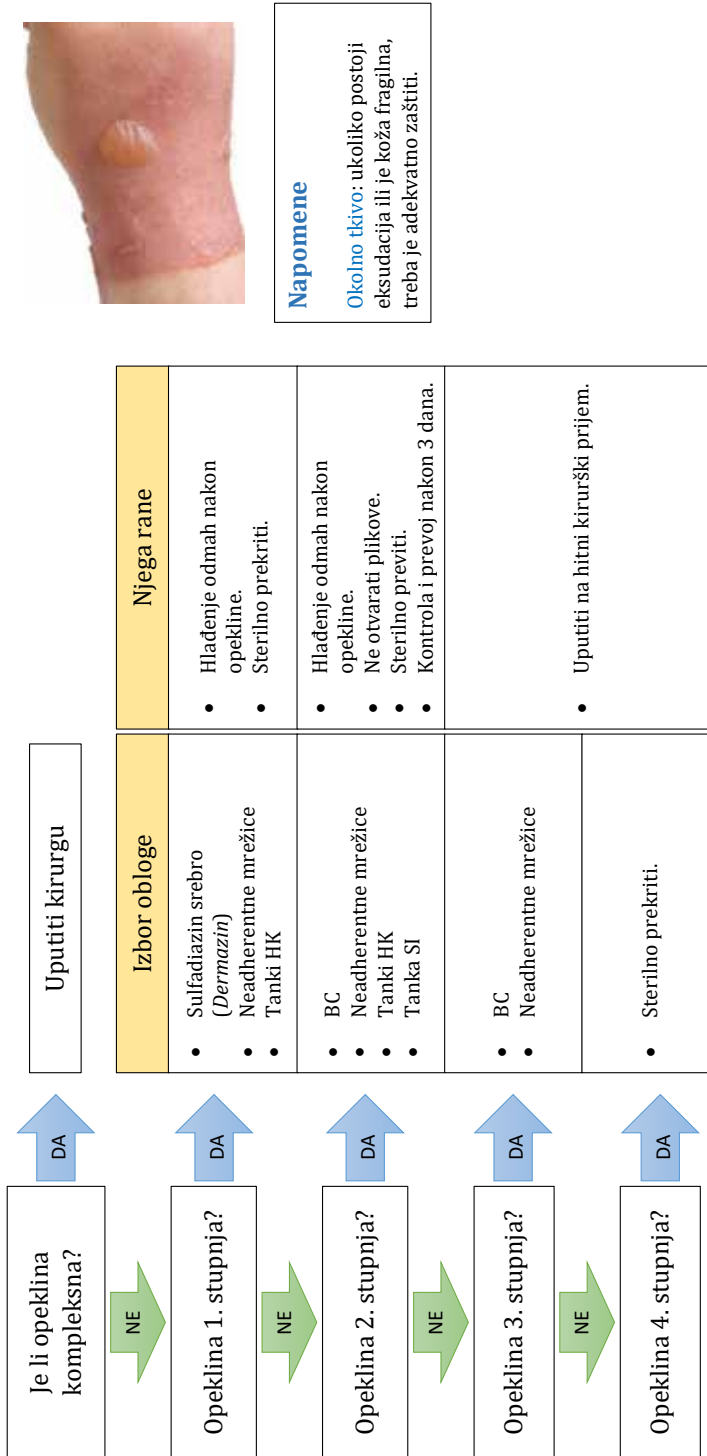 Je li opeklina
kompleksna?
DA
Uputiti kirurgu
NE
Izbor obloge
Njega rane
Opeklina 1. stupnja?
DA
• Sulfadiazin srebro
(Dermazin)
• Neadherentne mrežice
• Tanki HK
• Hlađenje odmah nakon
opekline.
• Sterilno prekriti.
NE
Opeklina 2. stupnja?
DA
• BC
• Neadherentne mrežice
• Tanki HK
• Tanka SI
• Hlađenje odmah nakon
opekline.
• Ne otvarati plikove.
• Sterilno previti.
• Kontrola i prevoj nakon 3 dana.
NE
Opeklina 3. stupnja?
DA
• BC
• Neadherentne mrežice
• Uputiti na hitni kirurški prijem.
NE
Opeklina 4. stupnja?
DA
• Sterilno prekriti.
Napomene
Okolno tkivo: ukoliko postoji
eksudacija ili je koža fragilna,
treba je adekvatno zaštiti.